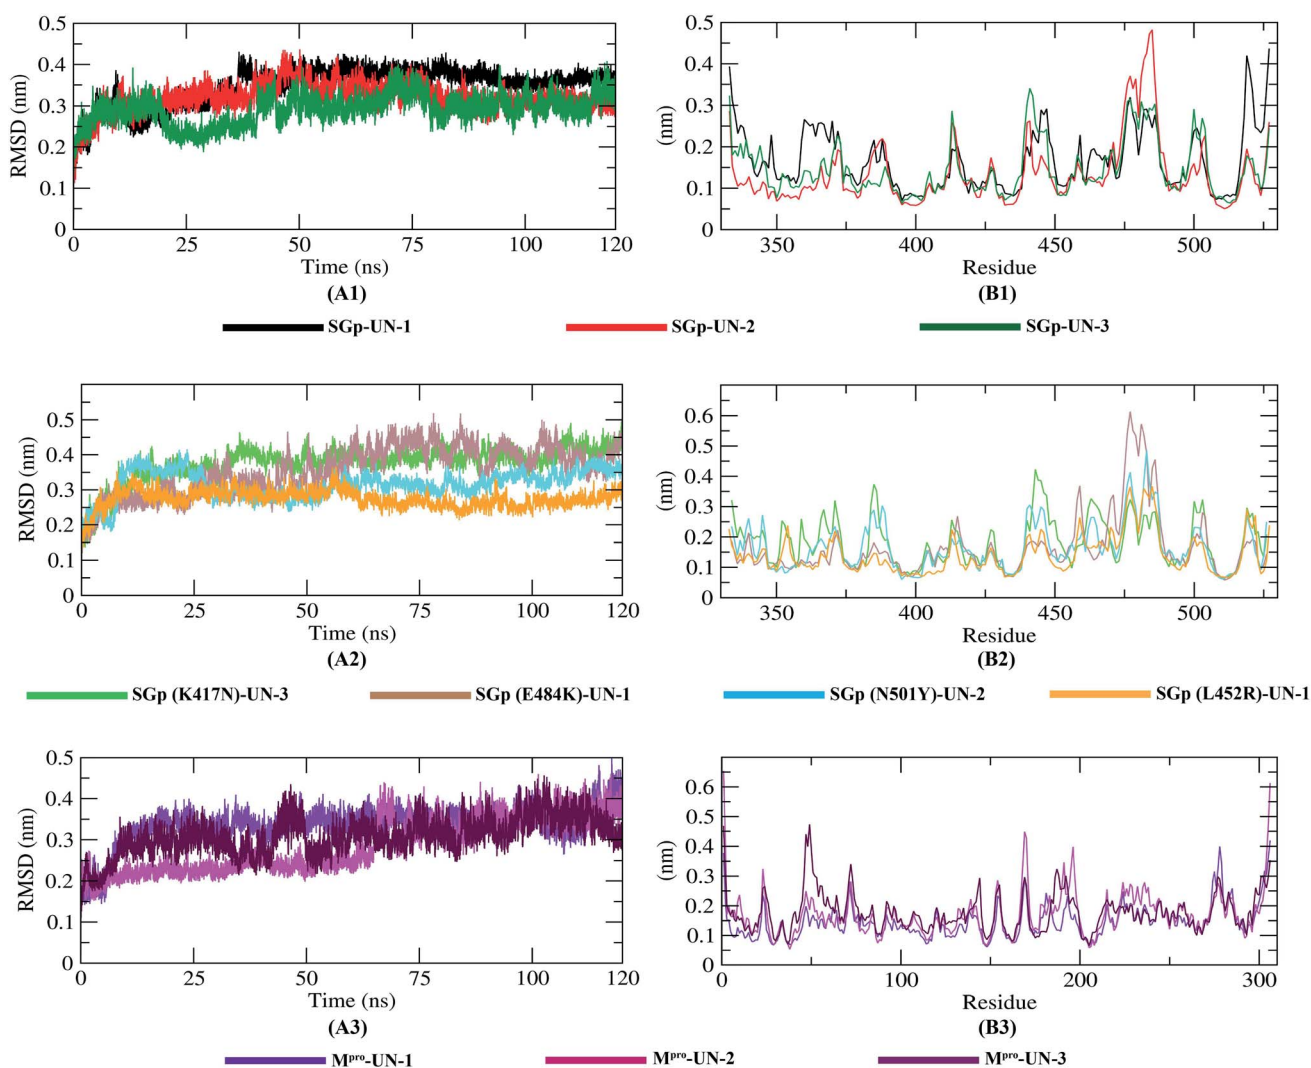 0.5
0.4
0.3
0.2
0.1
0
RMSD (nm)
0 25 50 75 100 120
Time (ns)
(A1)
0.5
0.4
0.3
0.2
0.1
0
(nm)
350 400 450 500
Residue
(B1)
SGp-UN-1 SGp-UN-2 SGp-UN-3
0.5
0.4
0.3
0.2
0.1
0
RMSD (nm)
0 25 50 75 100 120
Time (ns)
(A2)
0.6
0.5
0.4
0.3
0.2
0.1
0
(nm)
350 400 450 500
Residue
(B2)
SGp (K417N)-UN-3 SGp (E484K)-UN-1 SGp (N501Y)-UN-2 SGp (L452R)-UN-1
0.5
0.4
0.3
0.2
0.1
0
RMSD (nm)
0 25 50 75 100 120
Time (ns)
(A3)
0.6
0.5
0.4
0.3
0.2
0.1
0
(nm)
0 100 200 300
Residue
(B3)
Mᵖʳᵒ-UN-1 Mᵖʳᵒ-UN-2 Mᵖʳᵒ-UN-3